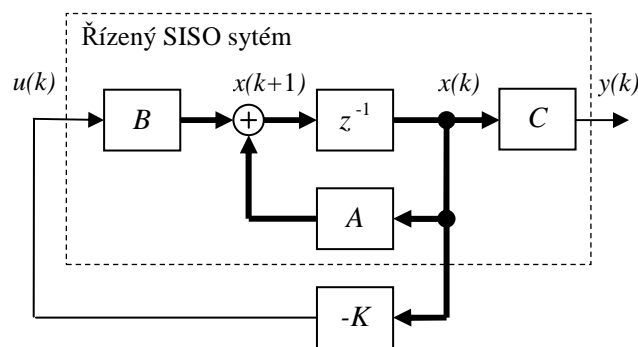 Řízený SISO sytém
u(k) x(k+1) x(k) y(k)
B + z⁻¹ C
A
-K